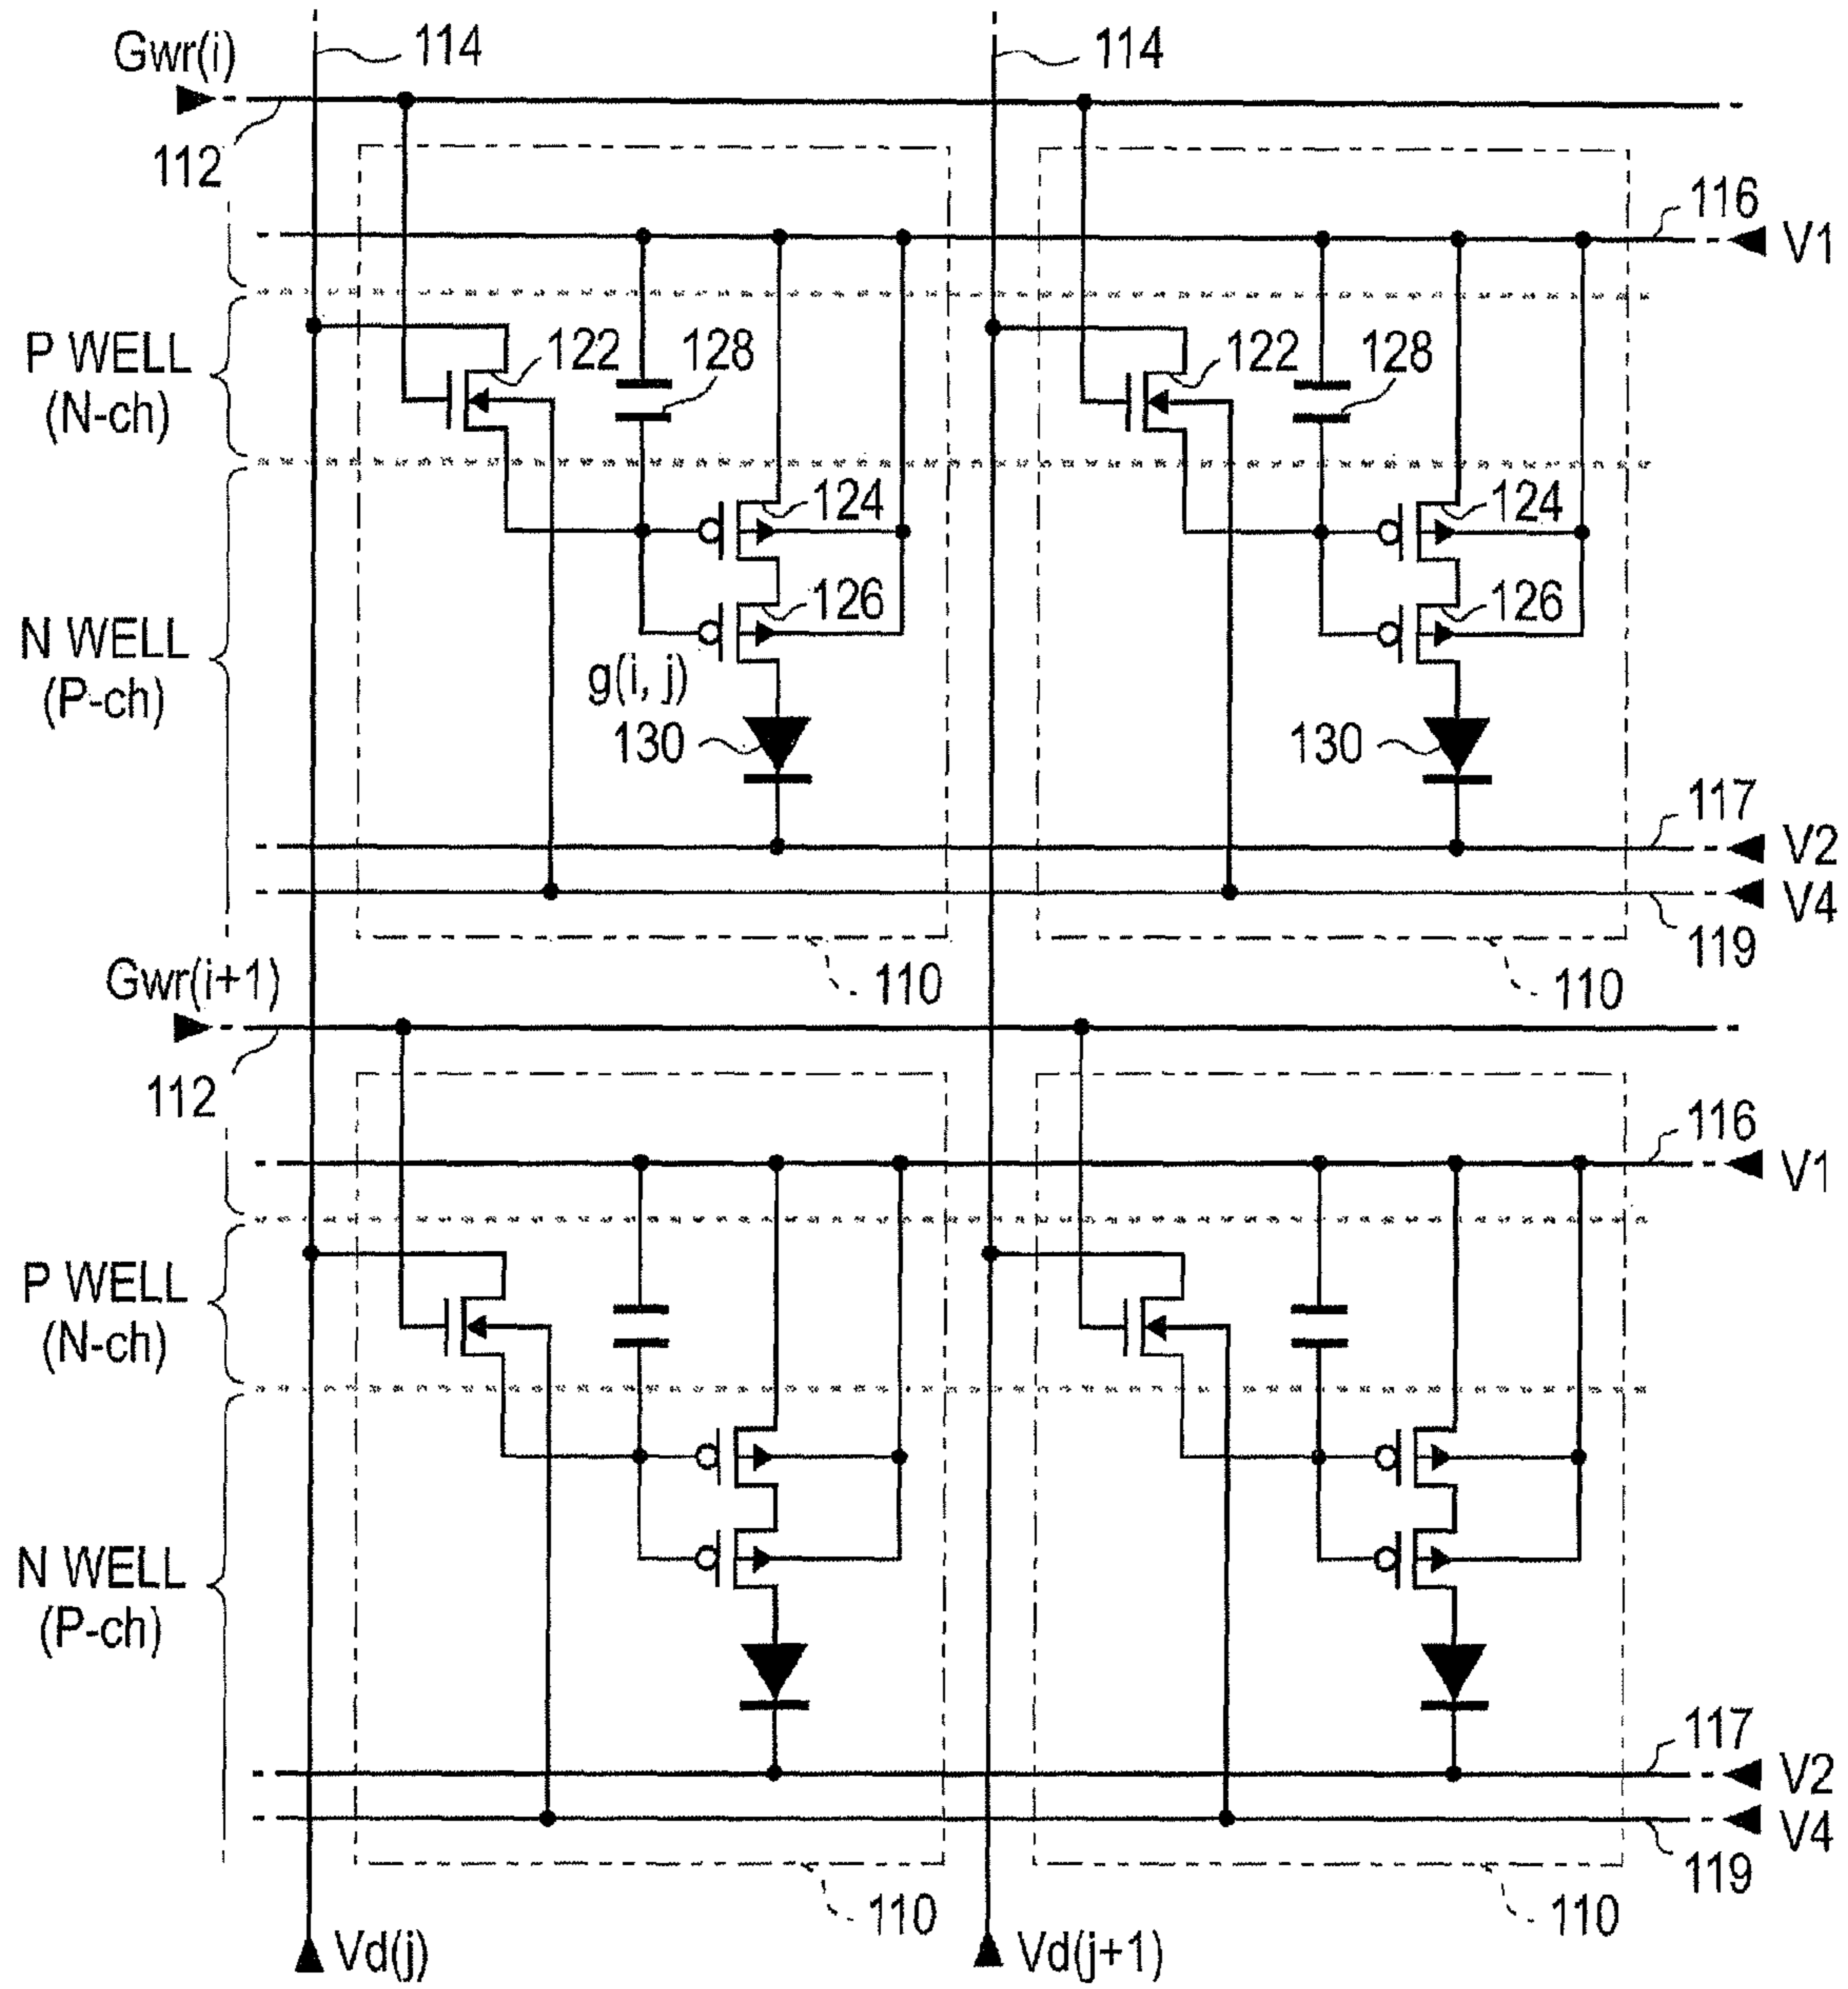 Gwr(i)
114
114
112
116
V1
P WELL
(N-ch)
122
128
122
128
124
124
N WELL
(P-ch)
126
126
g(i, j)
130
130
117
V2
V4
119
110
110
Gwr(i+1)
112
116
V1
P WELL
(N-ch)
N WELL
(P-ch)
117
V2
V4
119
110
110
Vd(j)
Vd(j+1)